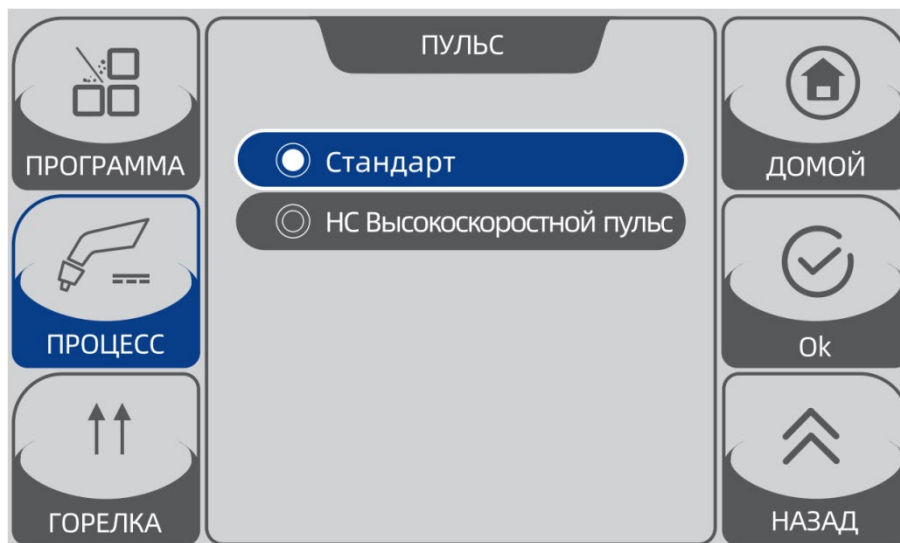 ПУЛЬС
ПРОГРАММА
Стандарт
НС Высокоскоростной пульс
ДОМОЙ
ПРОЦЕСС
Ok
ГОРЕЛКА
НАЗАД